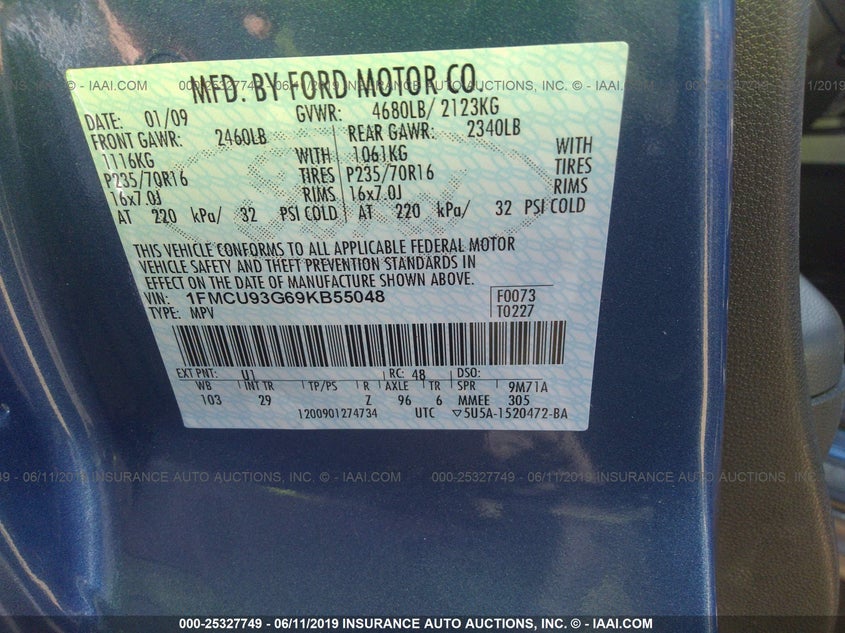 MFD. BY FORD MOTOR CO.
DATE: 01/09 GVWR: 4680LB/ 2123KG
FRONT GAWR: 2460LB REAR GAWR: 2340LB
1116KG WITH 1061KG WITH
P235/70R16 TIRES P235/70R16 TIRES
16x7.0J RIMS 16x7.0J RIMS
AT 220 kPa/ 32 PSI COLD AT 220 kPa/ 32 PSI COLD
THIS VEHICLE CONFORMS TO ALL APPLICABLE FEDERAL MOTOR
VEHICLE SAFETY AND THEFT PREVENTION STANDARDS IN
EFFECT ON THE DATE OF MANUFACTURE SHOWN ABOVE.
VIN: 1FMCU93G69KB55048 F0073
TYPE: MPV T0227
EXT PNT: U1 RC: 48 DSO:
WB INT TR TP/PS R AXLE TR SPR 9M71A
103 29 Z 96 6 MMEE 305
1200901274734 UTC ▽5U5A-1520472-BA
000-25327749 - 06/11/2019 INSURANCE AUTO AUCTIONS, INC. © - IAAI.COM